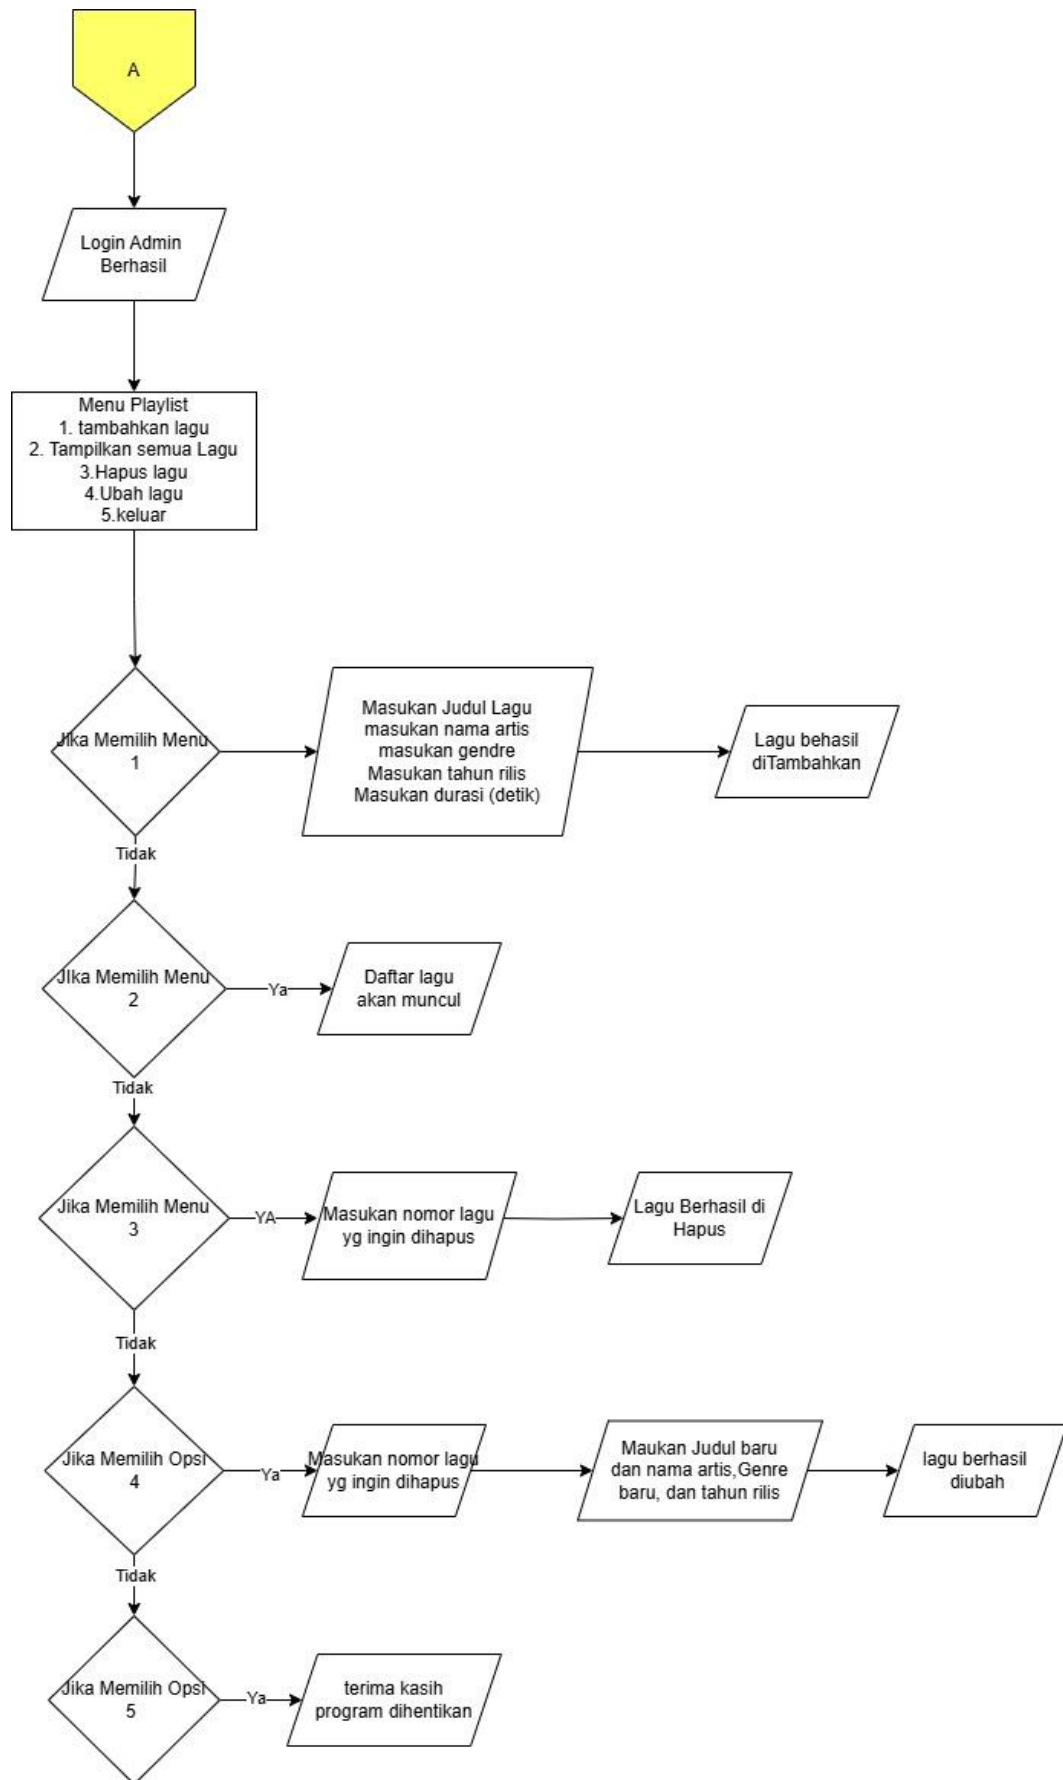 A
Login Admin
Berhasil
Menu Playlist
1. tambahkan lagu
2. Tampilkan semua Lagu
3.Hapus lagu
4.Ubah lagu
5.keluar
Jika Memilih Menu
1
Masukan Judul Lagu
masukan nama artis
masukan gendre
Masukan tahun rilis
Masukan durasi (detik)
Lagu behasil
diTambahkan
Tidak
JIka Memilih Menu
2
Ya
Daftar lagu
akan muncul
Tidak
Jika Memilih Menu
3
YA
Masukan nomor lagu
yg ingin dihapus
Lagu Berhasil di
Hapus
Tidak
Jika Memilih Opsi
4
Ya
Masukan nomor lagu
yg ingin dihapus
Maukan Judul baru
dan nama artis,Genre
baru, dan tahun rilis
lagu berhasil
diubah
Tidak
Jika Memilih Opsi
5
Ya
terima kasih
program dihentikan